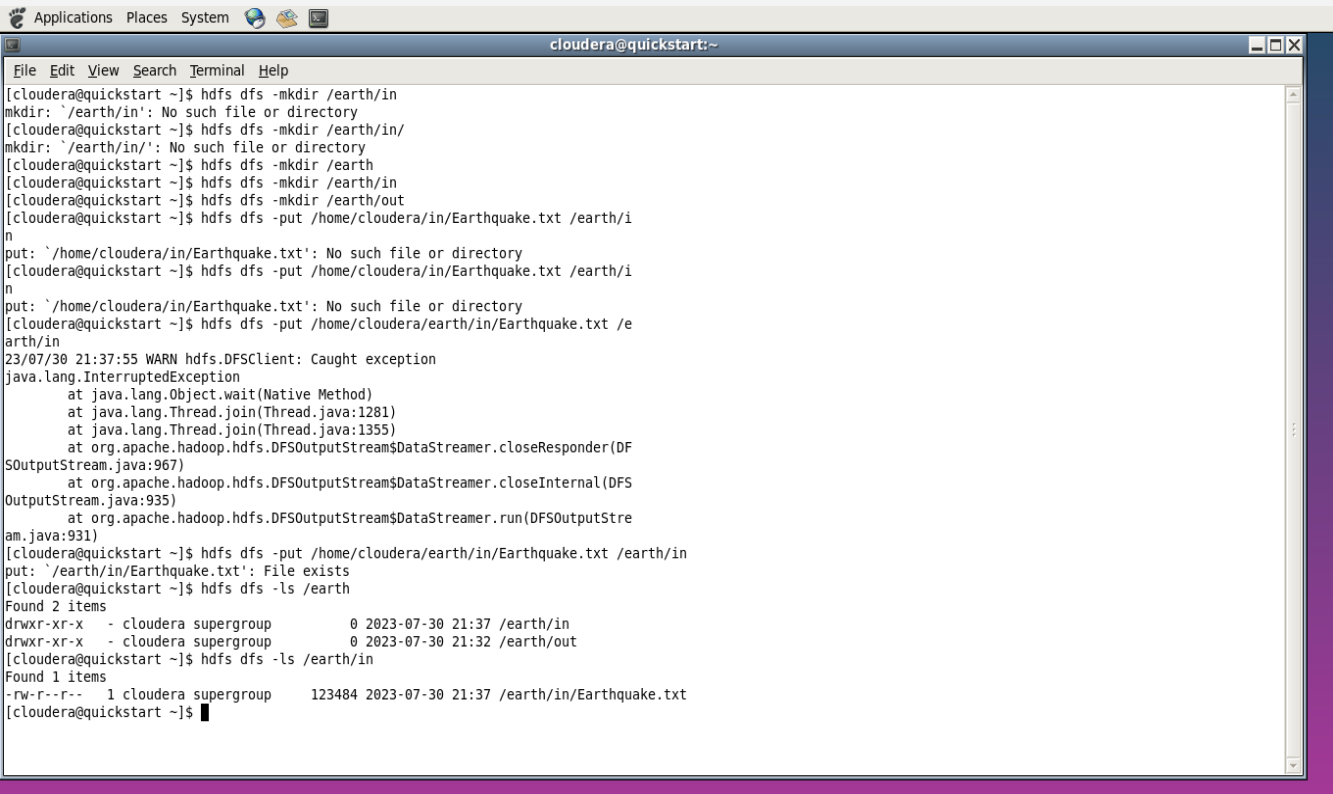 Applications Places System
cloudera@quickstart:~
File Edit View Search Terminal Help
[cloudera@quickstart ~]$ hdfs dfs -mkdir /earth/in
mkdir: `/earth/in': No such file or directory
[cloudera@quickstart ~]$ hdfs dfs -mkdir /earth/in/
mkdir: `/earth/in/': No such file or directory
[cloudera@quickstart ~]$ hdfs dfs -mkdir /earth
[cloudera@quickstart ~]$ hdfs dfs -mkdir /earth/in
[cloudera@quickstart ~]$ hdfs dfs -mkdir /earth/out
[cloudera@quickstart ~]$ hdfs dfs -put /home/cloudera/in/Earthquake.txt /earth/i
n
put: `/home/cloudera/in/Earthquake.txt': No such file or directory
[cloudera@quickstart ~]$ hdfs dfs -put /home/cloudera/in/Earthquake.txt /earth/i
n
put: `/home/cloudera/in/Earthquake.txt': No such file or directory
[cloudera@quickstart ~]$ hdfs dfs -put /home/cloudera/earth/in/Earthquake.txt /e
arth/in
23/07/30 21:37:55 WARN hdfs.DFSClient: Caught exception
java.lang.InterruptedException
        at java.lang.Object.wait(Native Method)
        at java.lang.Thread.join(Thread.java:1281)
        at java.lang.Thread.join(Thread.java:1355)
        at org.apache.hadoop.hdfs.DFSOutputStream$DataStreamer.closeResponder(DF
SOutputStream.java:967)
        at org.apache.hadoop.hdfs.DFSOutputStream$DataStreamer.closeInternal(DFS
OutputStream.java:935)
        at org.apache.hadoop.hdfs.DFSOutputStream$DataStreamer.run(DFSOutputStre
am.java:931)
[cloudera@quickstart ~]$ hdfs dfs -put /home/cloudera/earth/in/Earthquake.txt /earth/in
put: `/earth/in/Earthquake.txt': File exists
[cloudera@quickstart ~]$ hdfs dfs -ls /earth
Found 2 items
drwxr-xr-x   - cloudera supergroup          0 2023-07-30 21:37 /earth/in
drwxr-xr-x   - cloudera supergroup          0 2023-07-30 21:32 /earth/out
[cloudera@quickstart ~]$ hdfs dfs -ls /earth/in
Found 1 items
-rw-r--r--   1 cloudera supergroup     123484 2023-07-30 21:37 /earth/in/Earthquake.txt
[cloudera@quickstart ~]$